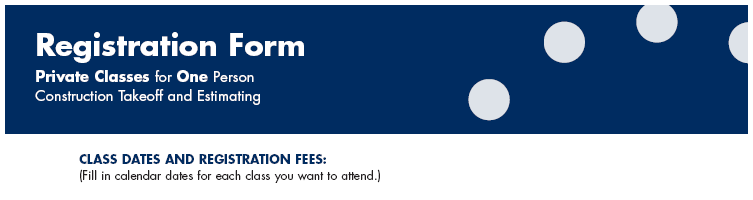 Registration Form
Private Classes for One Person
Construction Takeoff and Estimating
CLASS DATES AND REGISTRATION FEES:
(Fill in calendar dates for each class you want to attend.)